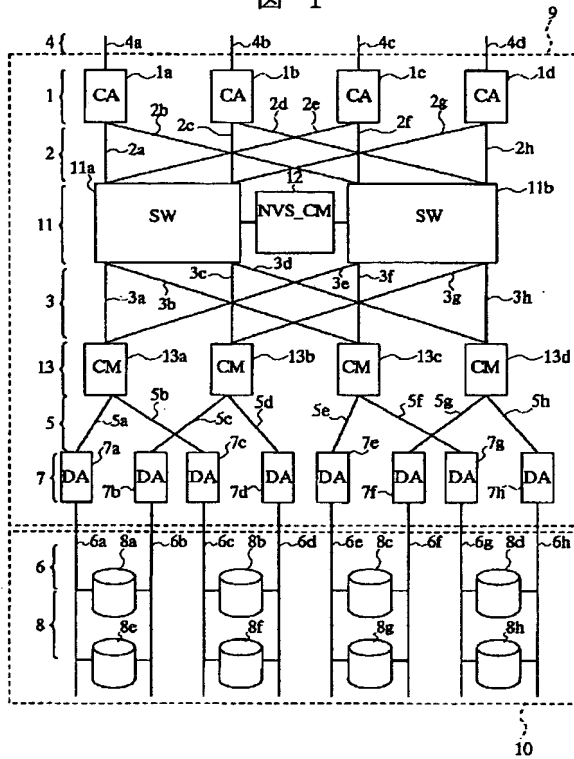 図 1
9
4 4a 4b 4c 4d
1a 1b 1c 1d
1 CA CA CA CA
2b 2d 2e 2g
2c 2f
2 2a 2h
11a 12 11b
11 SW NVS_CM SW
3c 3d 3e 3f
3 3a 3b 3g 3h
13a 13b 13c 13d
13 CM CM CM CM
5 5a 5b 5c 5d 5e 5f 5g 5h
7a 7c 7e 7g
7 DA DA DA DA DA DA DA DA
7b 7d 7f 7h
6a 8a 6b 6c 8b 6d 6e 8c 6f 6g 8d 6h
6
8 8e 8f 8g 8h
10